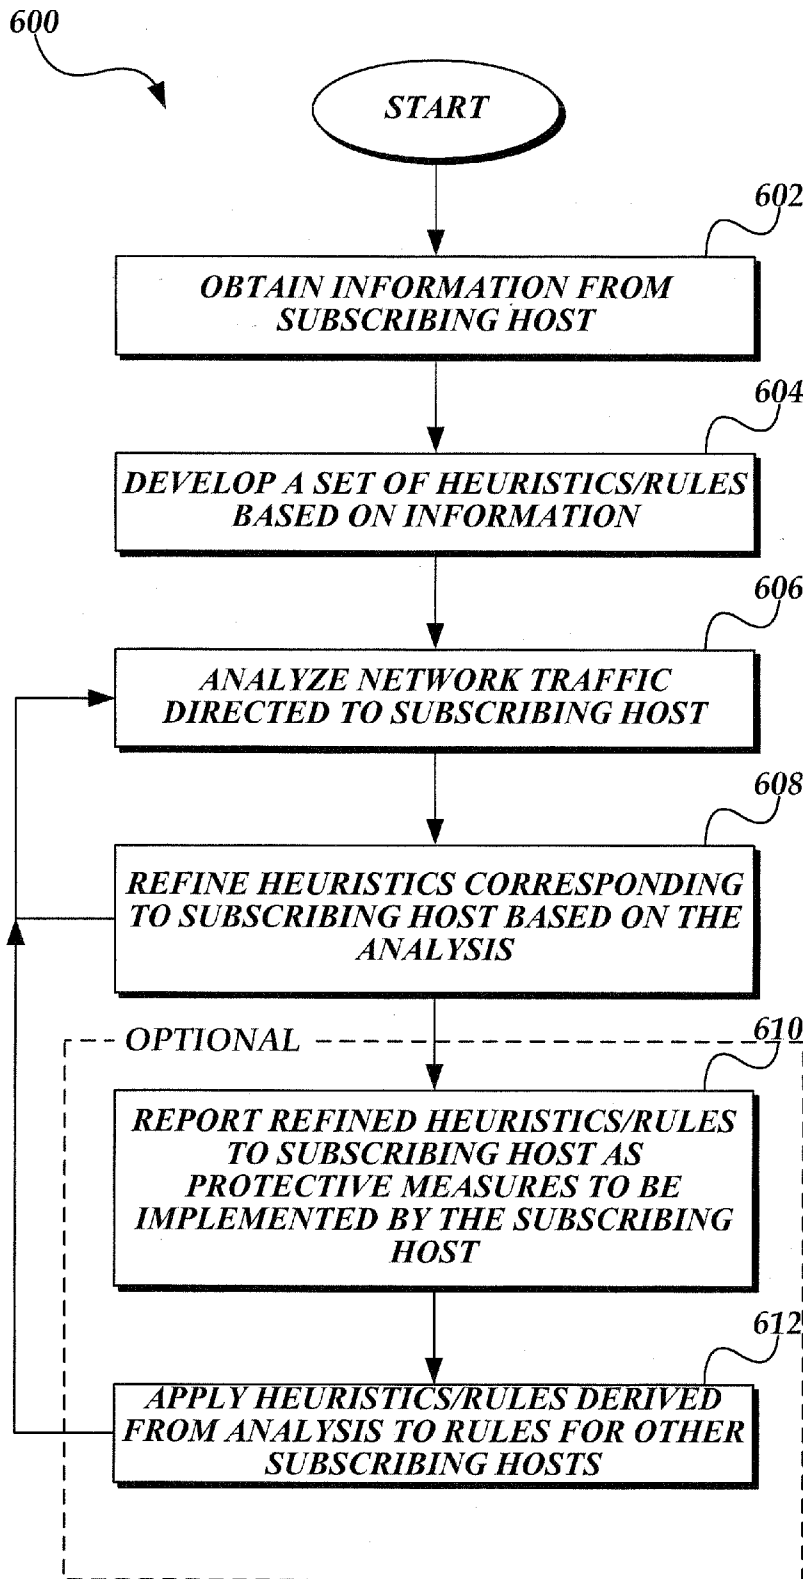 600
START
602
OBTAIN INFORMATION FROM
SUBSCRIBING HOST
604
DEVELOP A SET OF HEURISTICS/RULES
BASED ON INFORMATION
606
ANALYZE NETWORK TRAFFIC
DIRECTED TO SUBSCRIBING HOST
608
REFINE HEURISTICS CORRESPONDING
TO SUBSCRIBING HOST BASED ON THE
ANALYSIS
OPTIONAL
610
REPORT REFINED HEURISTICS/RULES
TO SUBSCRIBING HOST AS
PROTECTIVE MEASURES TO BE
IMPLEMENTED BY THE SUBSCRIBING
HOST
612
APPLY HEURISTICS/RULES DERIVED
FROM ANALYSIS TO RULES FOR OTHER
SUBSCRIBING HOSTS